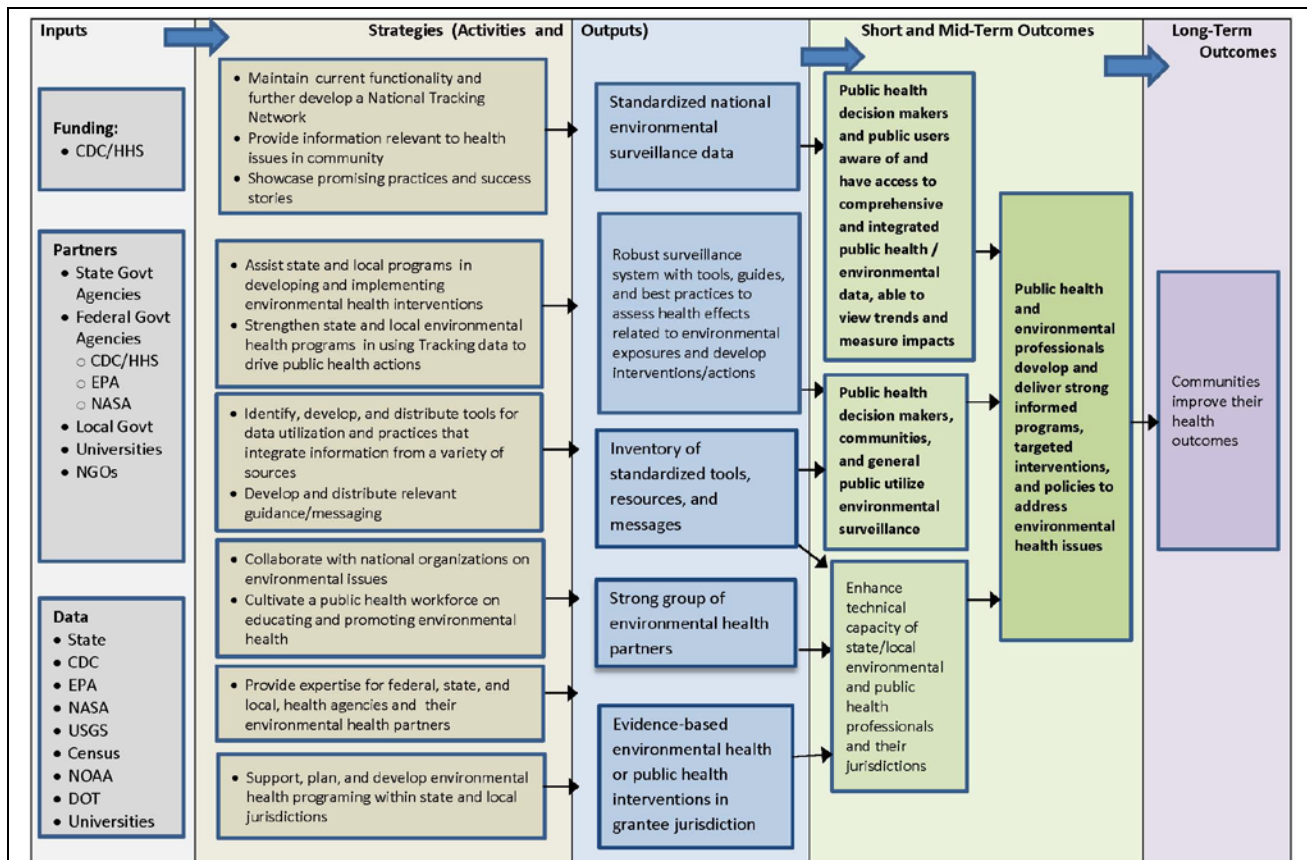 Inputs
Strategies (Activities and
Outputs)
Short and Mid-Term Outcomes
Long-Term
Outcomes
Funding:
• CDC/HHS
Partners
• State Govt
Agencies
• Federal Govt
Agencies
○ CDC/HHS
○ EPA
○ NASA
• Local Govt
• Universities
• NGOs
Data
• State
• CDC
• EPA
• NASA
• USGS
• Census
• NOAA
• DOT
• Universities
• Maintain current functionality and
further develop a National Tracking
Network
• Provide information relevant to health
issues in community
• Showcase promising practices and success
stories
• Assist state and local programs in
developing and implementing
environmental health interventions
• Strengthen state and local environmental
health programs in using Tracking data to
drive public health actions
• Identify, develop, and distribute tools for
data utilization and practices that
integrate information from a variety of
sources
• Develop and distribute relevant
guidance/messaging
• Collaborate with national organizations on
environmental issues
• Cultivate a public health workforce on
educating and promoting environmental
health
• Provide expertise for federal, state, and
local, health agencies and their
environmental health partners
• Support, plan, and develop environmental
health programing within state and local
jurisdictions
Standardized national
environmental
surveillance data
Robust surveillance
system with tools, guides,
and best practices to
assess health effects
related to environmental
exposures and develop
interventions/actions
Inventory of
standardized tools,
resources, and
messages
Strong group of
environmental health
partners
Evidence-based
environmental health
or public health
interventions in
grantee jurisdiction
Public health
decision makers
and public users
aware of and
have access to
comprehensive
and integrated
public health /
environmental
data, able to
view trends and
measure impacts
Public health
decision makers,
communities,
and general
public utilize
environmental
surveillance
Enhance
technical
capacity of
state/local
environmental
and public
health
professionals
and their
jurisdictions
Public health
and
environmental
professionals
develop and
deliver strong
informed
programs,
targeted
interventions,
and policies to
address
environmental
health issues
Communities
improve their
health
outcomes